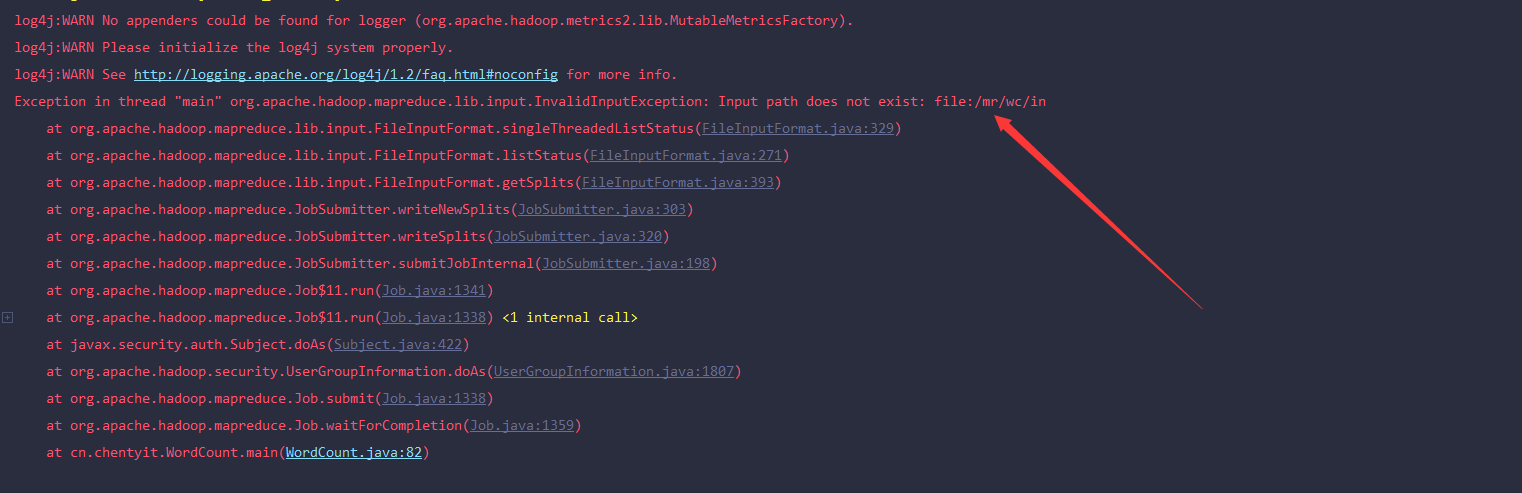 log4j:WARN No appenders could be found for logger (org.apache.hadoop.metrics2.lib.MutableMetricsFactory).
log4j:WARN Please initialize the log4j system properly.
log4j:WARN See http://logging.apache.org/log4j/1.2/faq.html#noconfig for more info.
Exception in thread "main" org.apache.hadoop.mapreduce.lib.input.InvalidInputException: Input path does not exist: file:/mr/wc/in
at org.apache.hadoop.mapreduce.lib.input.FileInputFormat.singleThreadedListStatus(FileInputFormat.java:329)
at org.apache.hadoop.mapreduce.lib.input.FileInputFormat.listStatus(FileInputFormat.java:271)
at org.apache.hadoop.mapreduce.lib.input.FileInputFormat.getSplits(FileInputFormat.java:393)
at org.apache.hadoop.mapreduce.JobSubmitter.writeNewSplits(JobSubmitter.java:303)
at org.apache.hadoop.mapreduce.JobSubmitter.writeSplits(JobSubmitter.java:320)
at org.apache.hadoop.mapreduce.JobSubmitter.submitJobInternal(JobSubmitter.java:198)
at org.apache.hadoop.mapreduce.Job$11.run(Job.java:1341)
at org.apache.hadoop.mapreduce.Job$11.run(Job.java:1338) <1 internal call>
at javax.security.auth.Subject.doAs(Subject.java:422)
at org.apache.hadoop.security.UserGroupInformation.doAs(UserGroupInformation.java:1807)
at org.apache.hadoop.mapreduce.Job.submit(Job.java:1338)
at org.apache.hadoop.mapreduce.Job.waitForCompletion(Job.java:1359)
at cn.chentyit.WordCount.main(WordCount.java:82)